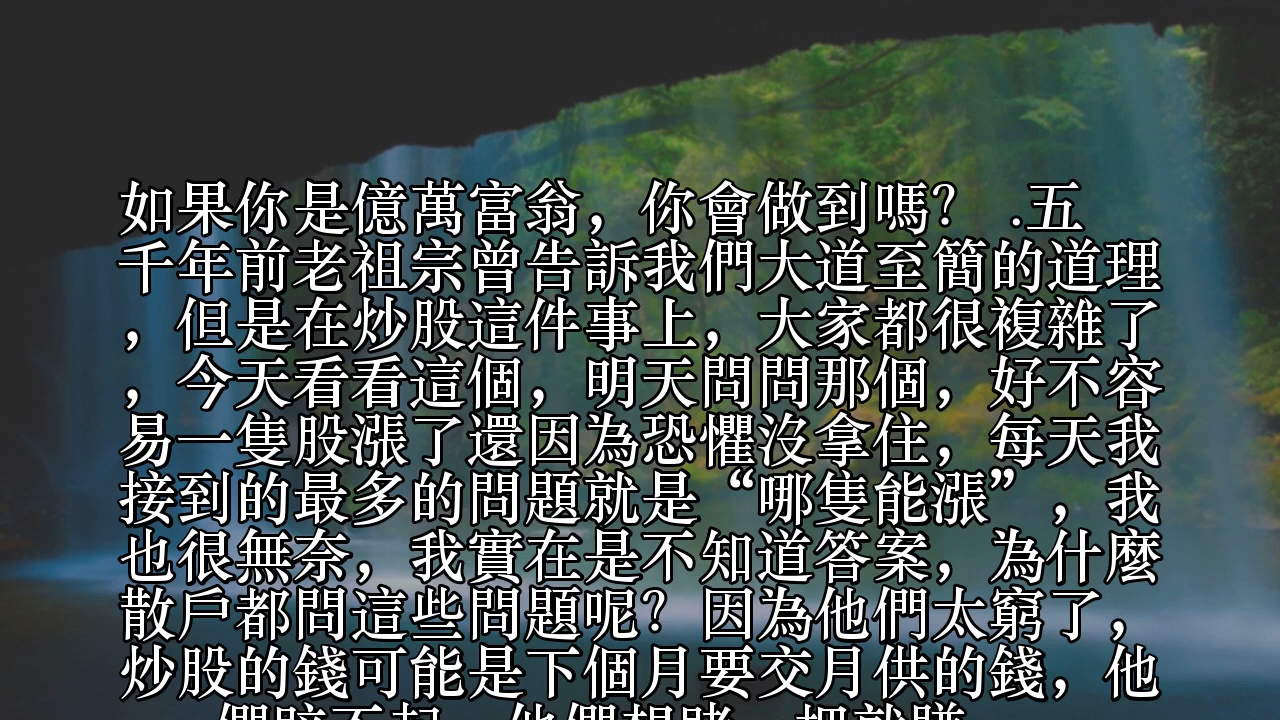 如果你是億萬富翁，你會做到嗎？ .五
千年前老祖宗曾告訴我們大道至簡的道理
，但是在炒股這件事上，大家都很複雜了
，今天看看這個，明天問問那個，好不容
易一隻股漲了還因為恐懼沒拿住，每天我
接到的最多的問題就是“哪隻能漲”，我
也很無奈，我實在是不知道答案，為什麼
散戶都問這些問題呢？因為他們太窮了，
炒股的錢可能是下個月要交月供的錢，他